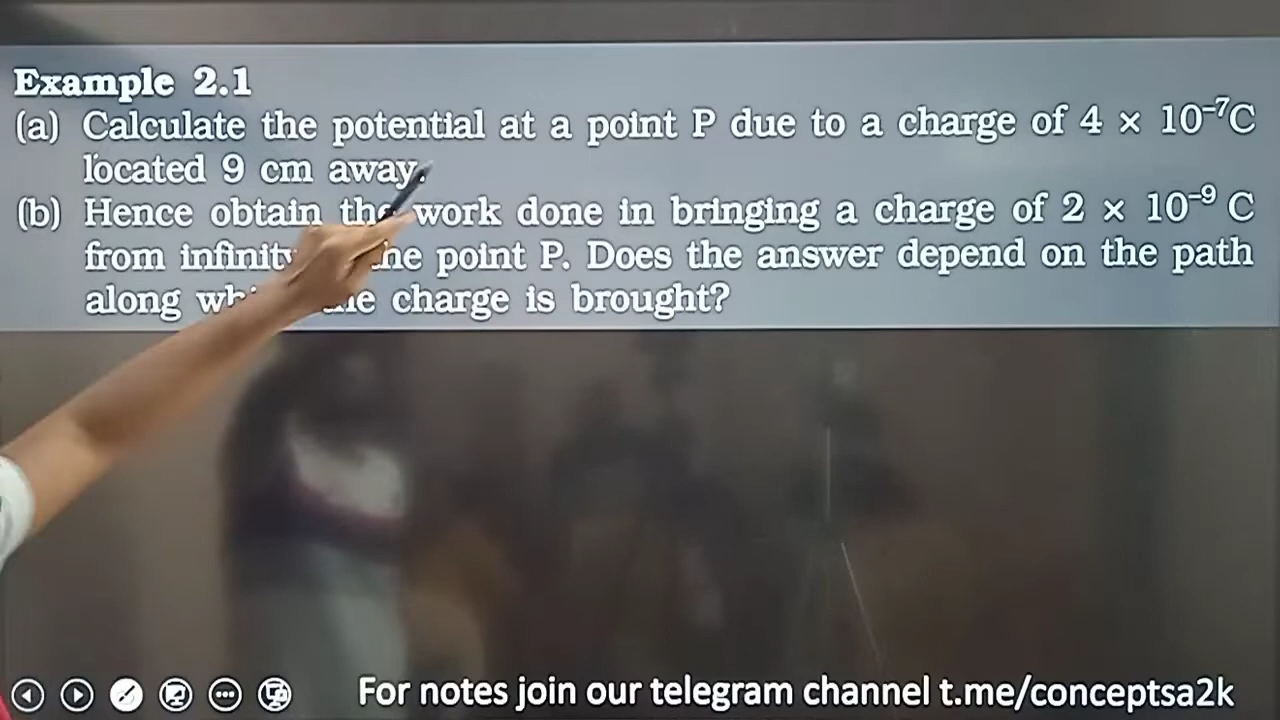 Example 2.1
(a) Calculate the potential at a point P due to a charge of 4 × 10⁻⁷C
located 9 cm away.
(b) Hence obtain the work done in bringing a charge of 2 × 10⁻⁹ C
from infinity he point P. Does the answer depend on the path
along charge is brought?
For notes join our telegram channel t.me/conceptsa2k